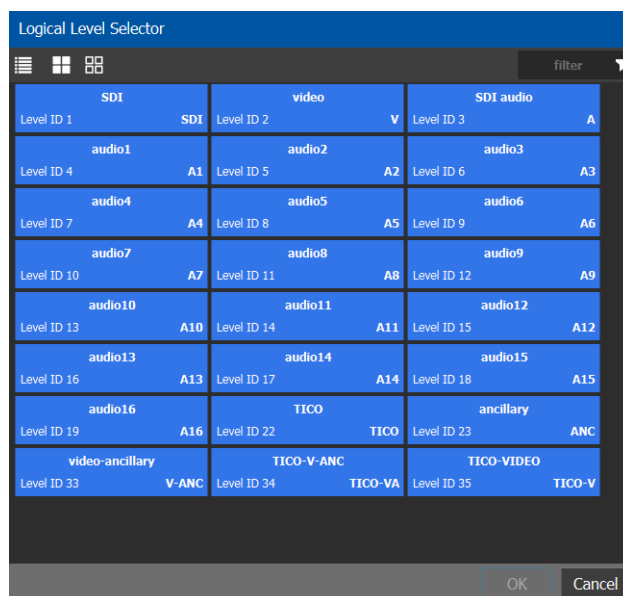 Logical Level Selector
filter
SDI video SDI audio
Level ID 1 SDI Level ID 2 V Level ID 3 A
audio1 audio2 audio3
Level ID 4 A1 Level ID 5 A2 Level ID 6 A3
audio4 audio5 audio6
Level ID 7 A4 Level ID 8 A5 Level ID 9 A6
audio7 audio8 audio9
Level ID 10 A7 Level ID 11 A8 Level ID 12 A9
audio10 audio11 audio12
Level ID 13 A10 Level ID 14 A11 Level ID 15 A12
audio13 audio14 audio15
Level ID 16 A13 Level ID 17 A14 Level ID 18 A15
audio16 TICO ancillary
Level ID 19 A16 Level ID 22 TICO Level ID 23 ANC
video-ancillary TICO-V-ANC TICO-VIDEO
Level ID 33 V-ANC Level ID 34 TICO-VA Level ID 35 TICO-V
OK Cancel